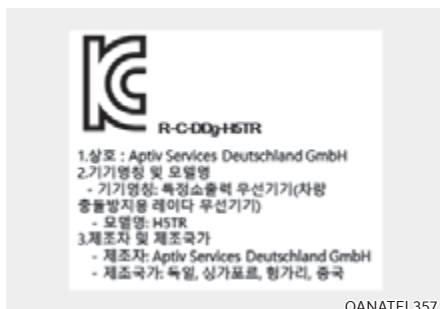 R-C-DDg-H5TR
1.상호 : Aptiv Services Deutschland GmbH
2.기기명칭 및 모델명
- 기기명칭: 특정소출력 무선기기(차량
충돌방지용 레이다 무선기기)
- 모델명: H5TR
3.제조자 및 제조국가
- 제조자: Aptiv Services Deutschland GmbH
- 제조국가: 독일, 싱가포르, 헝가리, 중국
OANATEL357